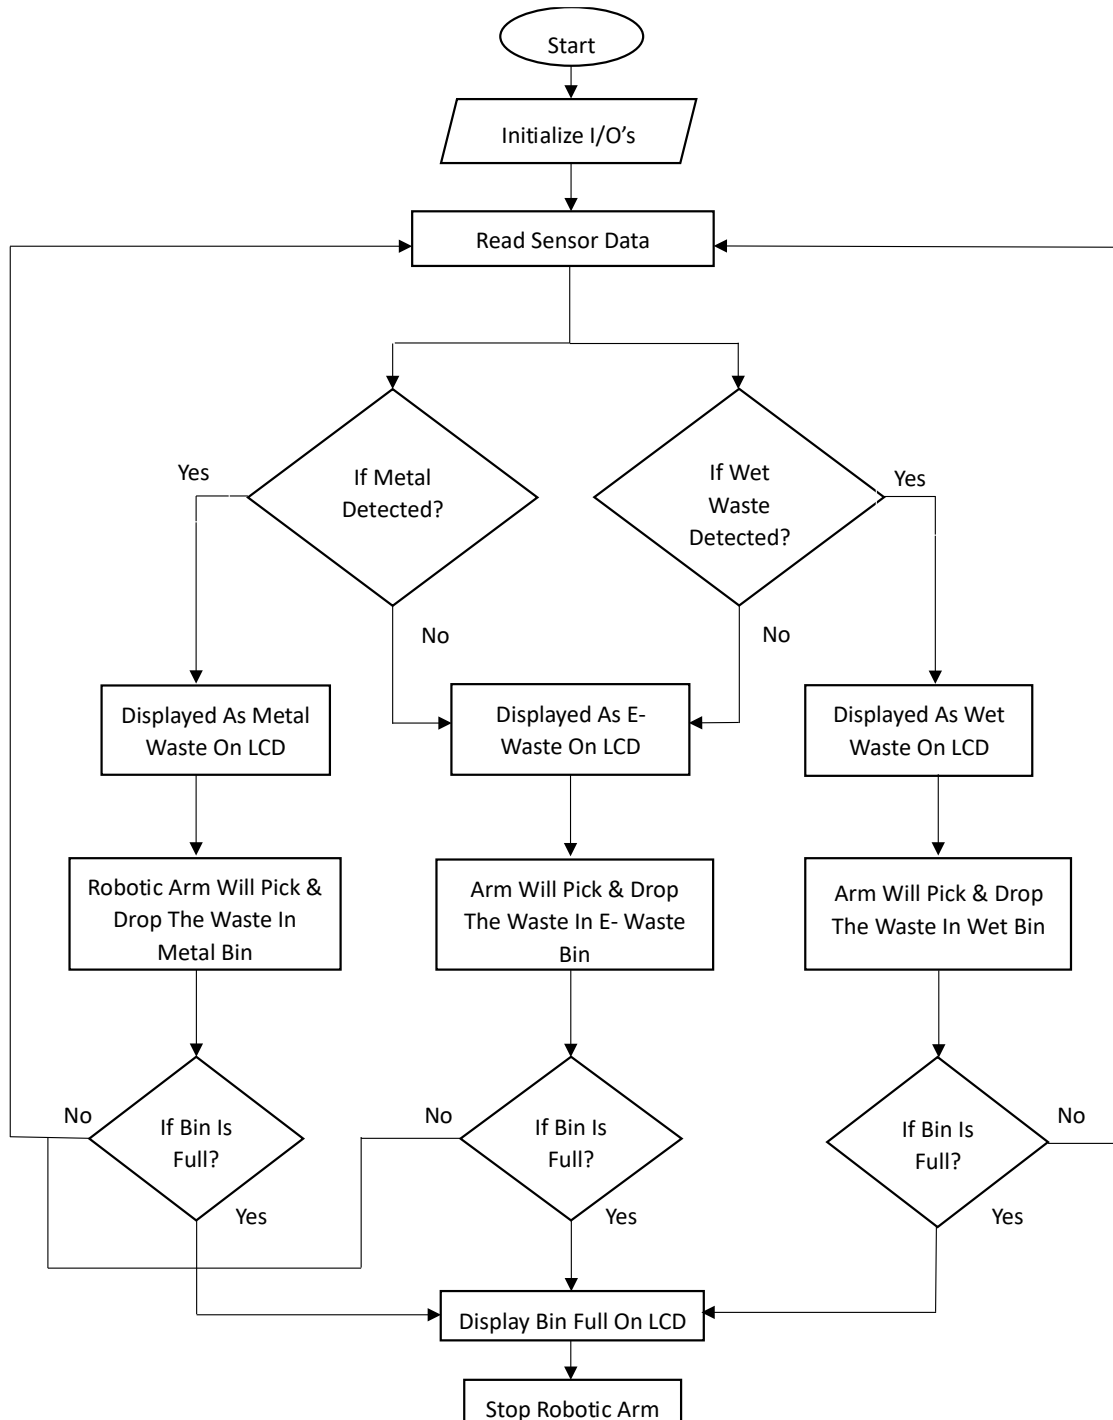 Start
Initialize I/O’s
Read Sensor Data
Yes
If Metal
Detected?
If Wet
Waste
Detected?
Yes
No
No
Displayed As Metal
Waste On LCD
Displayed As E-
Waste On LCD
Displayed As Wet
Waste On LCD
Robotic Arm Will Pick &
Drop The Waste In
Metal Bin
Arm Will Pick & Drop
The Waste In E- Waste
Bin
Arm Will Pick & Drop
The Waste In Wet Bin
No
If Bin Is
Full?
Yes
No
If Bin Is
Full?
Yes
If Bin Is
Full?
No
Yes
Display Bin Full On LCD
Stop Robotic Arm